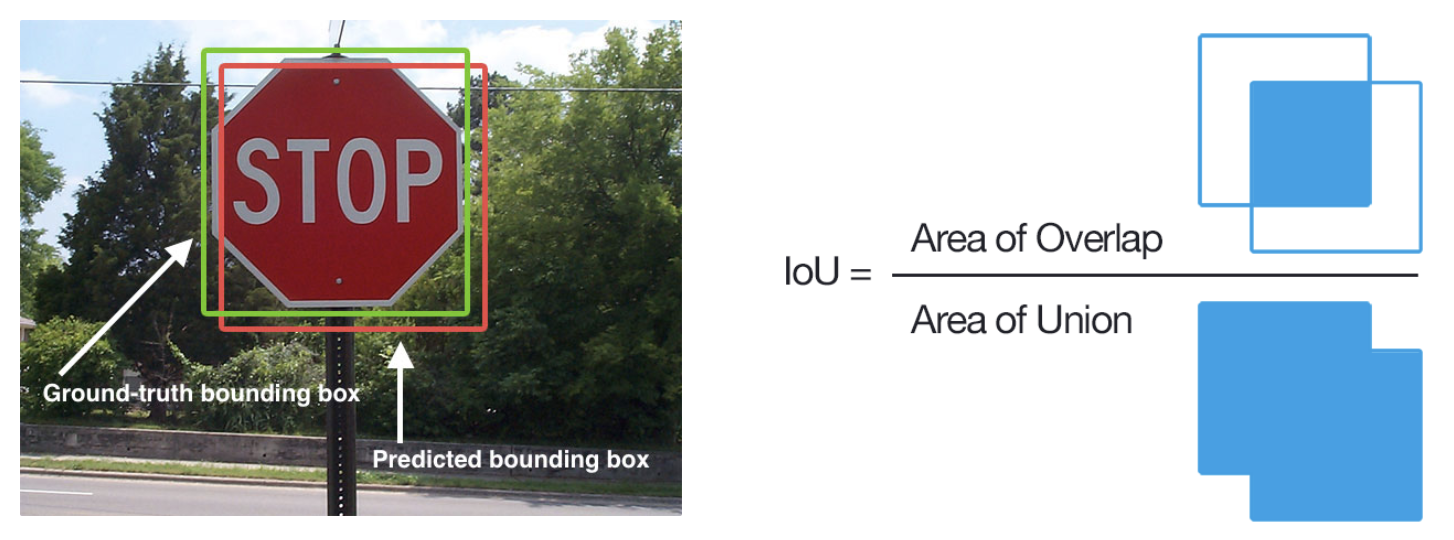 STOP
Ground-truth bounding box
Predicted bounding box
IoU =
Area of Overlap
Area of Union